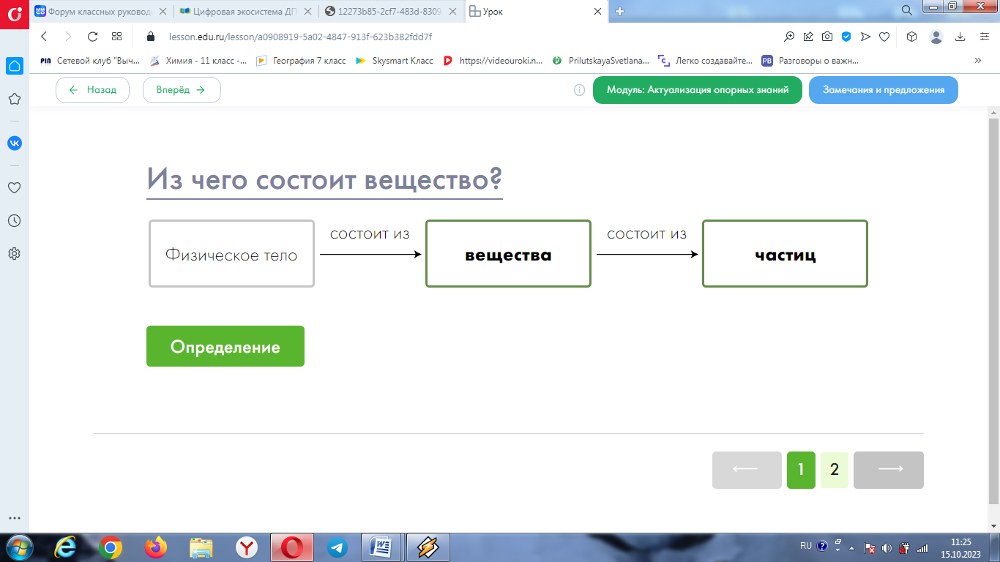 Форум классных руковод
Цифровая экосистема ДП
12273b85-2cf7-483d-8309
Урок
lesson.edu.ru/lesson/a0908919-5a02-4847-913f-623b382fdd7f
Сетевой клуб "Выч...
Химия - 11 класс -...
География 7 класс
Skysmart Класс
https://videouroki.n...
PrilutskayaSvetlana...
Легко создавайте...
РВ Разговоры о важн...
Назад
Вперёд
Модуль: Актуализация опорных знаний
Замечания и предложения
Из чего состоит вещество?
Физическое тело
состоит из
вещества
состоит из
частиц
Определение
1
2
RU
11:25
15.10.2023